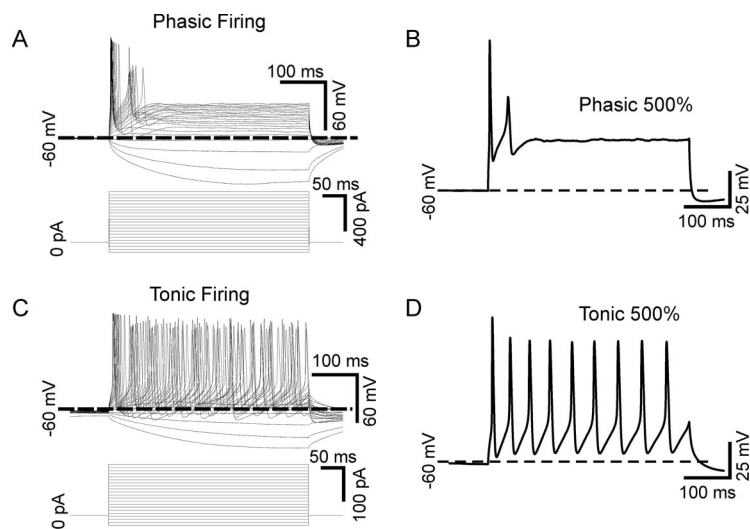 A
Phasic Firing
100 ms
60 mV
-60 mV
50 ms
400 pA
0 pA
B
Phasic 500%
-60 mV
25 mV
100 ms
C
Tonic Firing
100 ms
60 mV
-60 mV
50 ms
100 pA
0 pA
D
Tonic 500%
-60 mV
25 mV
100 ms